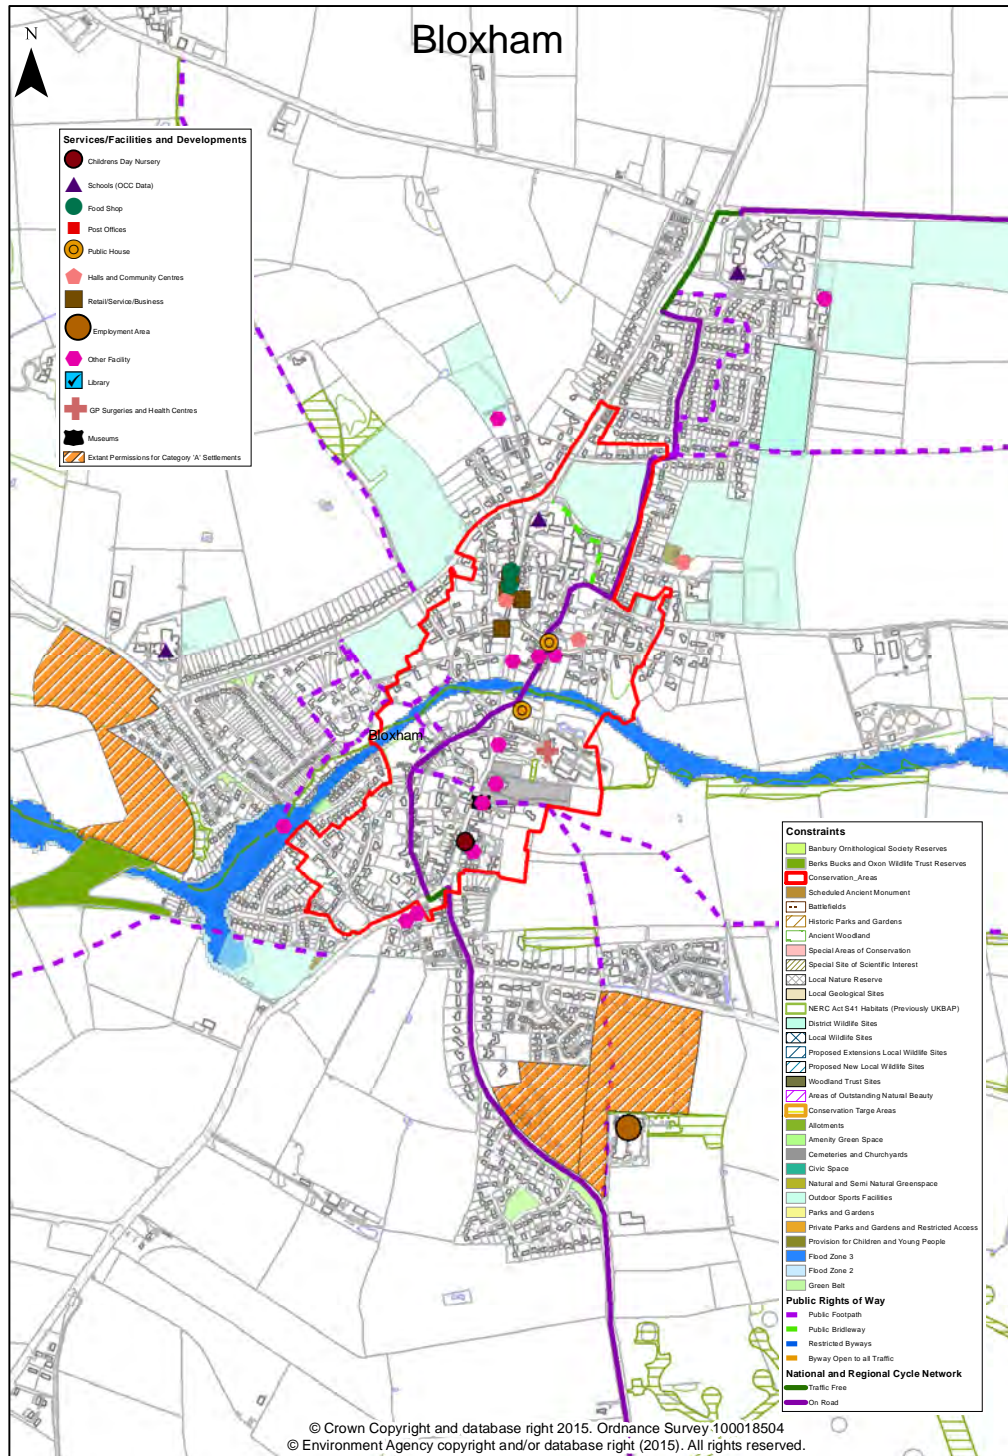 Bloxham
N
Services/Facilities and Developments
Childrens Day Nursery
Schools (OCC Data)
Food Shop
Post Offices
Public House
Halls and Community Centres
Retail/Service/Business
Employment Area
Other Facility
Library
GP Surgeries and Health Centres
Museums
Extant Permissions for Category 'A' Settlements
Bloxham
Constraints
Banbury Ornithological Society Reserves
Berks Bucks and Oxon Wildlife Trust Reserves
Conservation_Areas
Scheduled Ancient Monument
Battlefields
Historic Parks and Gardens
Ancient Woodland
Special Areas of Conservation
Special Site of Scientific Interest
Local Nature Reserve
Local Geological Sites
NERC Act S41 Habitats (Previously UKBAP)
District Wildlife Sites
Local Wildlife Sites
Proposed Extensions Local Wildlife Sites
Proposed New Local Wildlife Sites
Woodland Trust Sites
Areas of Outstanding Natural Beauty
Conservation Targe Areas
Allotments
Amenity Green Space
Cemeteries and Churchyards
Civic Space
Natural and Semi Natural Greenspace
Outdoor Sports Facilities
Parks and Gardens
Private Parks and Gardens and Restricted Access
Provision for Children and Young People
Flood Zone 3
Flood Zone 2
Green Belt
Public Rights of Way
Public Footpath
Public Bridleway
Restricted Byways
Byway Open to all Traffic
National and Regional Cycle Network
Traffic Free
On Road
© Crown Copyright and database right 2015. Ordnance Survey 100018504
© Environment Agency copyright and/or database right (2015). All rights reserved.